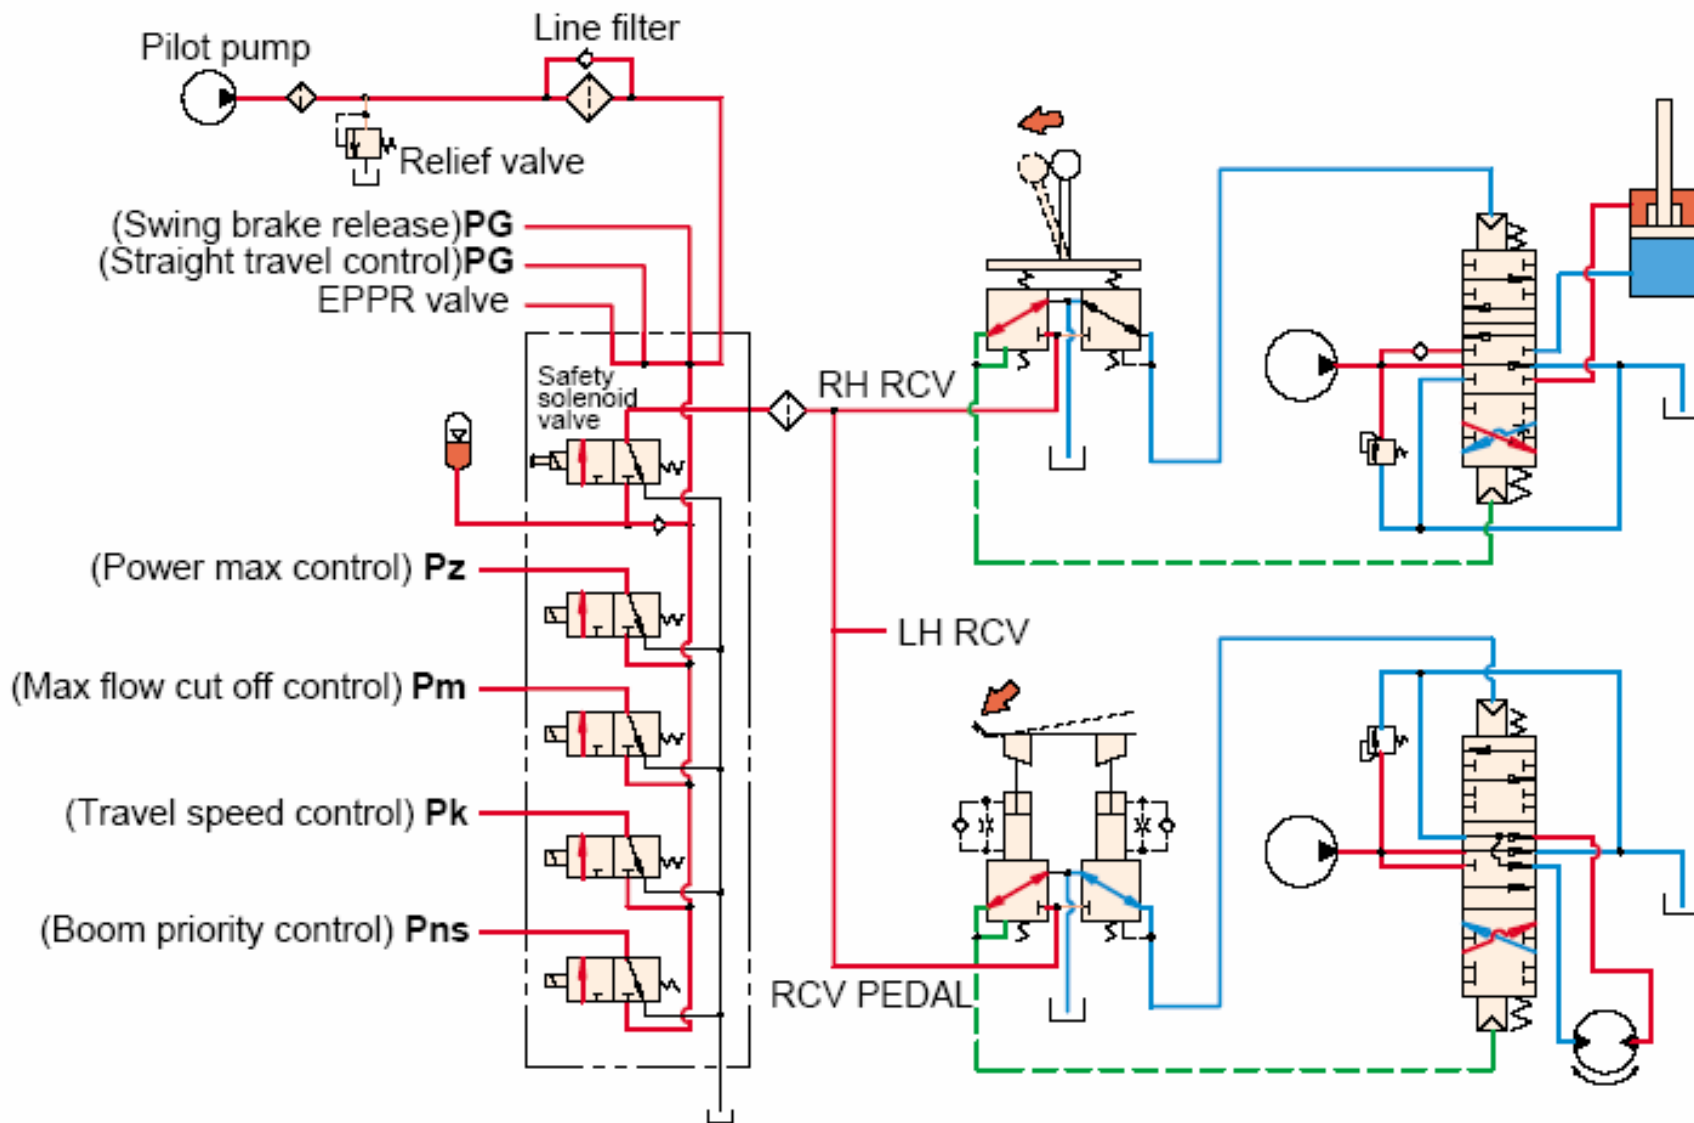 Line filter
Pilot pump
Relief valve
(Swing brake release)PG
(Straight travel control)PG
EPPR valve
Safety
solenoid
valve
RH RCV
(Power max control) Pz
LH RCV
(Max flow cut off control) Pm
(Travel speed control) Pk
(Boom priority control) Pns
RCV PEDAL